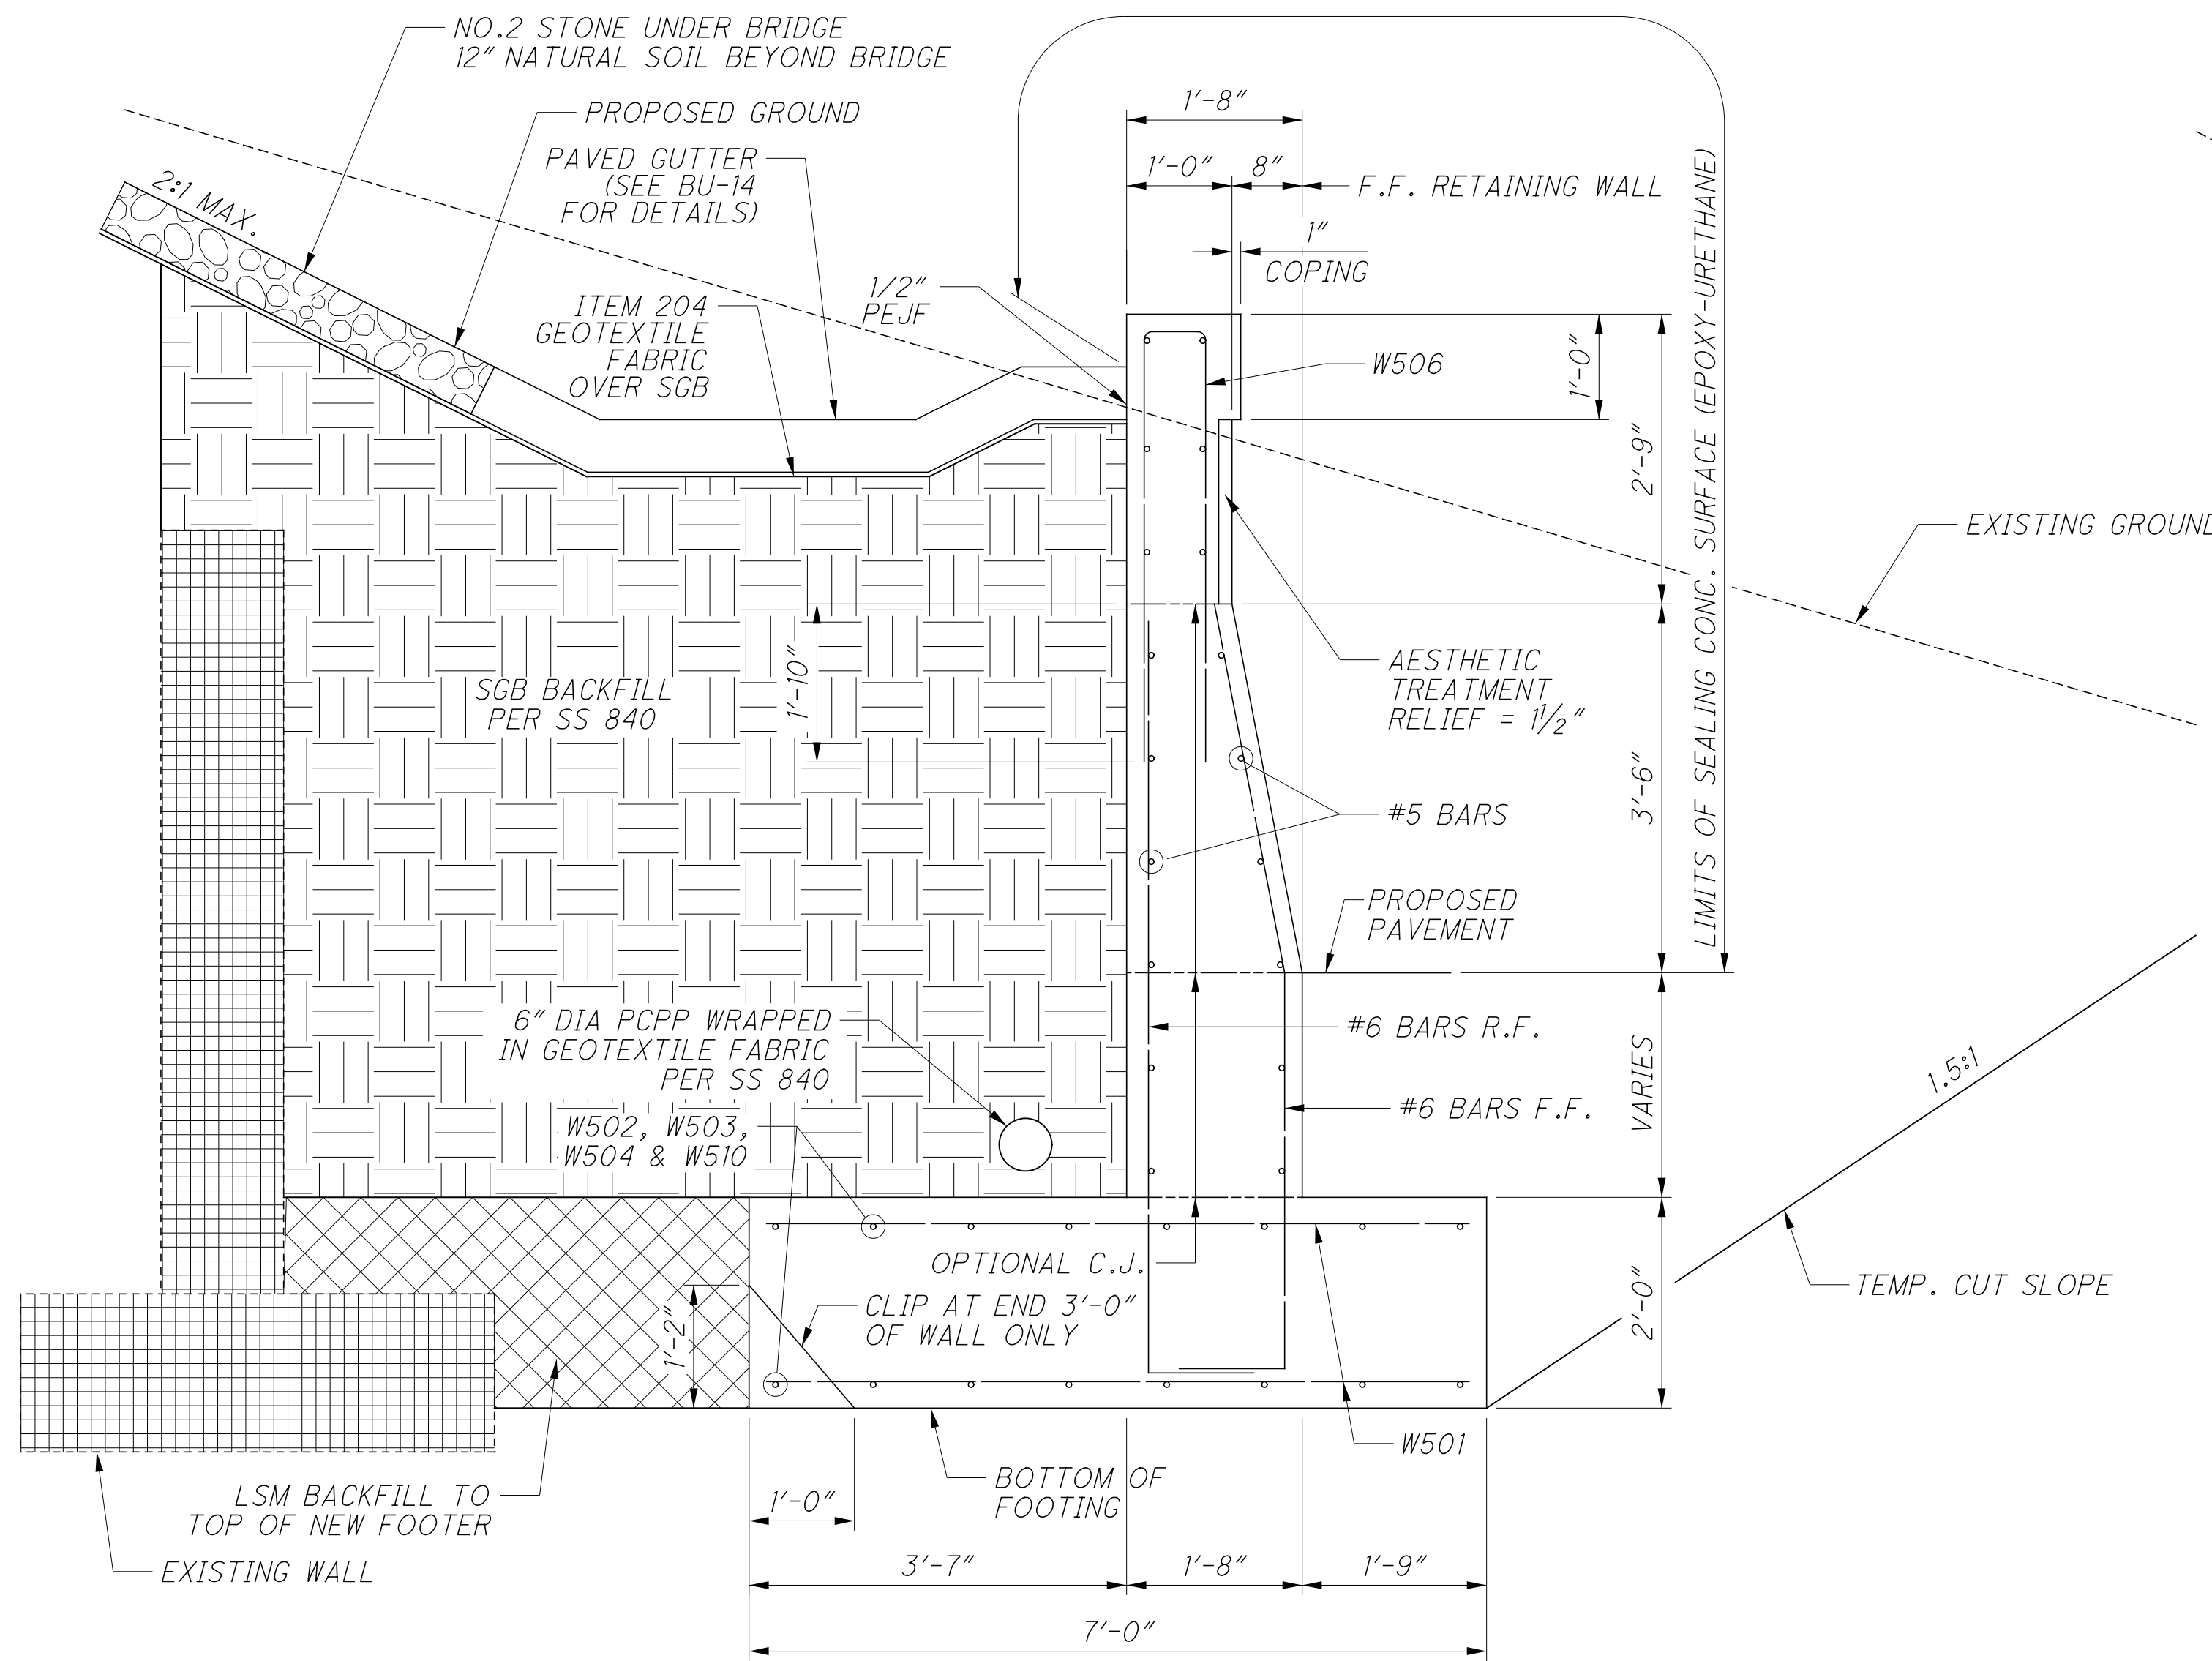 NO.2 STONE UNDER BRIDGE
12" NATURAL SOIL BEYOND BRIDGE
PROPOSED GROUND
PAVED GUTTER
(SEE BU-14
FOR DETAILS)
2:1 MAX.
1'-8"
1'-0"
8"
F.F. RETAINING WALL
1"
COPING
1/2"
PEJF
ITEM 204
GEOTEXTILE
FABRIC
OVER SGB
W506
1'-0"
2'-9"
LIMITS OF SEALING CONC. SURFACE (EPOXY-URETHANE)
EXISTING GROUND
SGB BACKFILL
PER SS 840
1'-10"
AESTHETIC
TREATMENT
RELIEF = 1½"
3'-6"
#5 BARS
PROPOSED
PAVEMENT
6" DIA PCPP WRAPPED
IN GEOTEXTILE FABRIC
PER SS 840
#6 BARS R.F.
#6 BARS F.F.
VARIES
1.5:1
W502, W503,
W504 & W510
OPTIONAL C.J.
CLIP AT END 3'-0"
OF WALL ONLY
1'-2"
2'-0"
TEMP. CUT SLOPE
W501
BOTTOM OF
FOOTING
LSM BACKFILL TO
TOP OF NEW FOOTER
EXISTING WALL
1'-0"
3'-7"
1'-8"
1'-9"
7'-0"